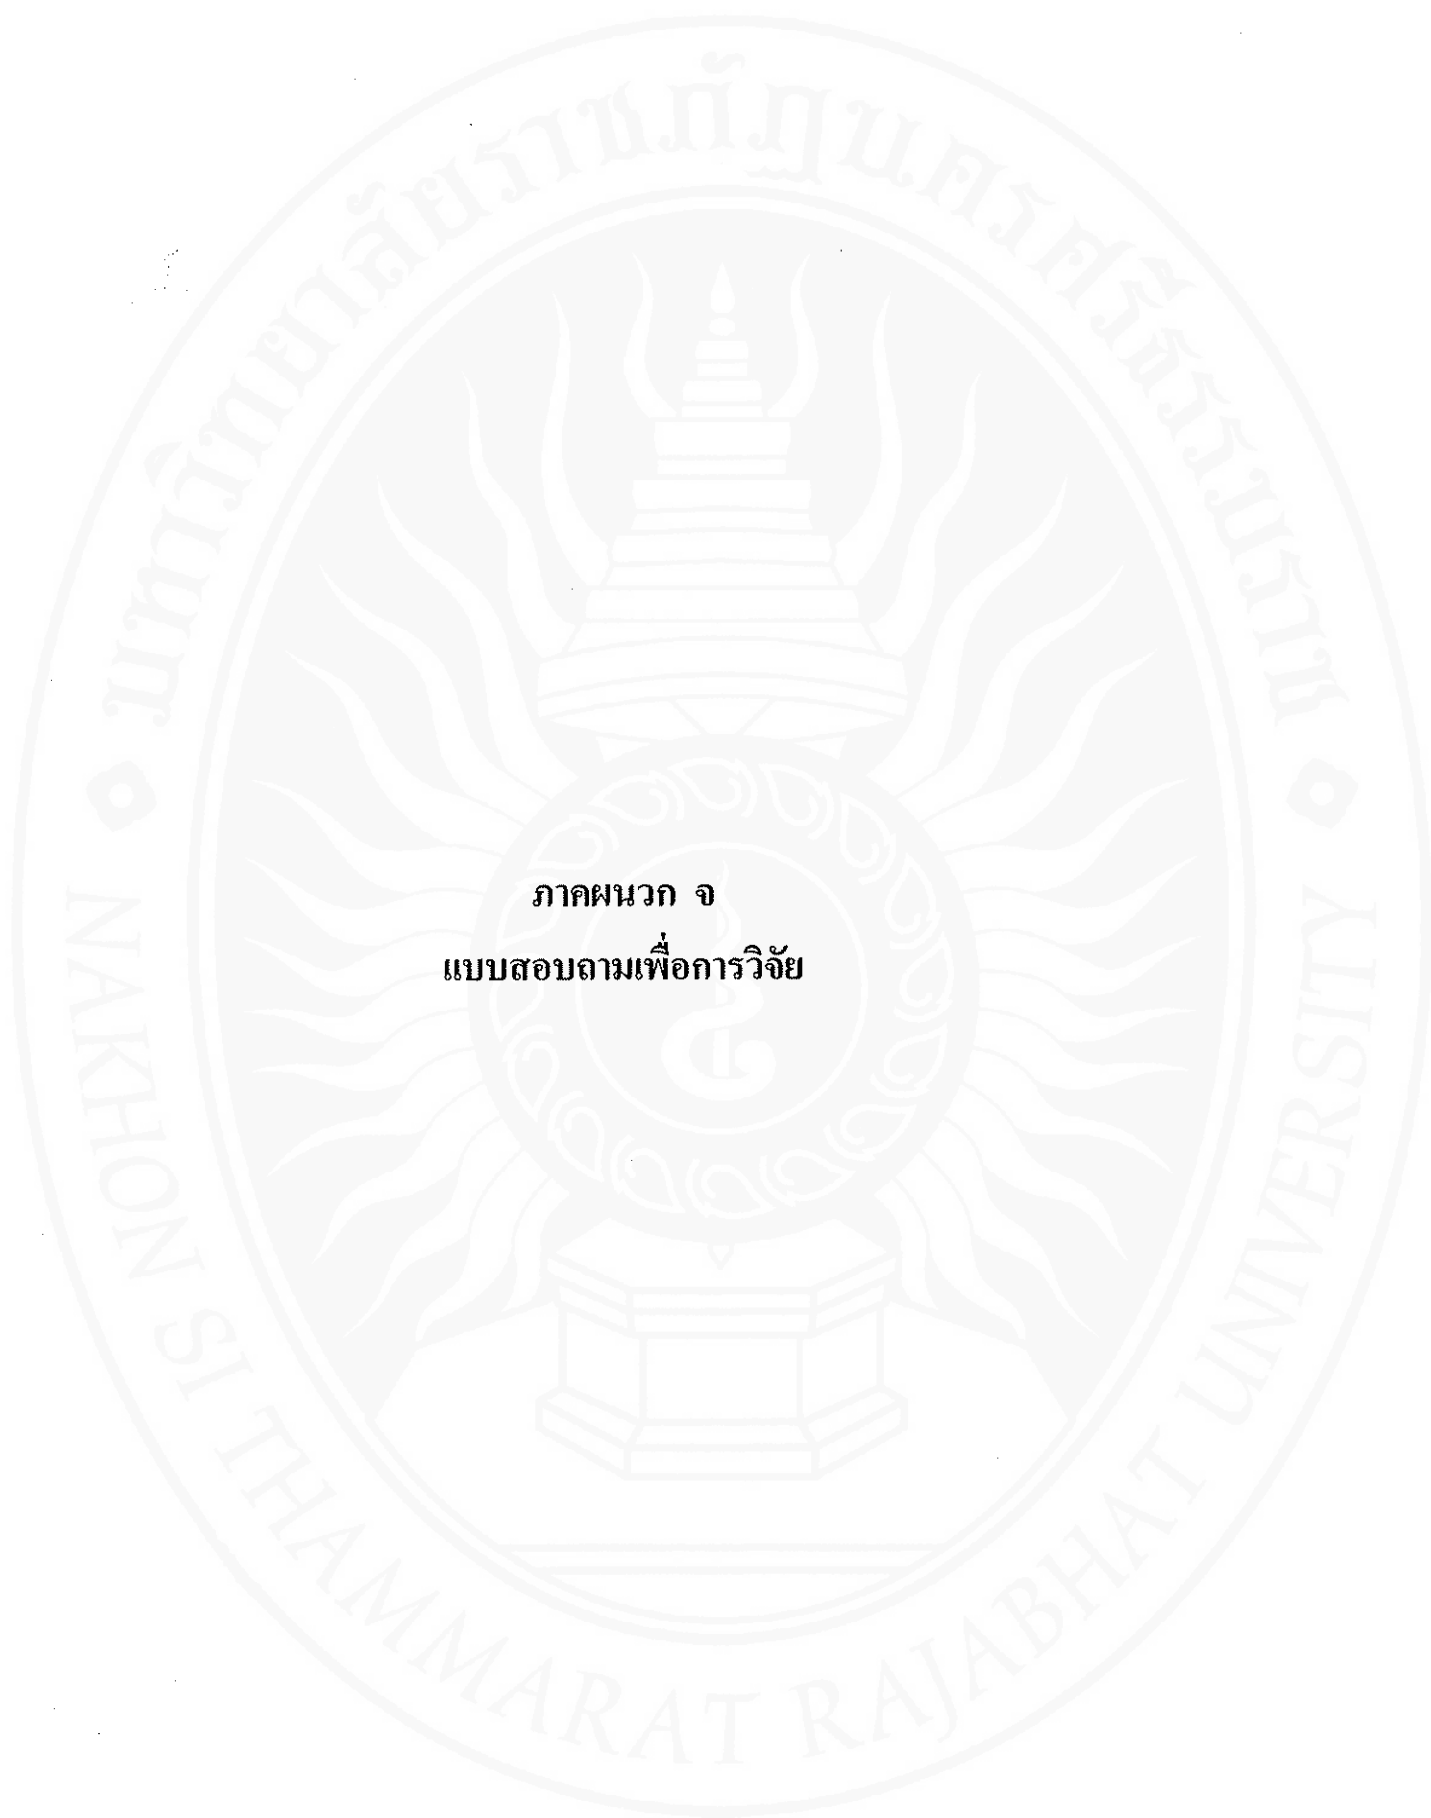 มหาวิทยาลัยราชภัฏนครศรีธรรมราช
ภาคผนวก จ
แบบสอบถามเพื่อการวิจัย
NAKHON SI THAMMARAT RAJABHAT UNIVERSITY